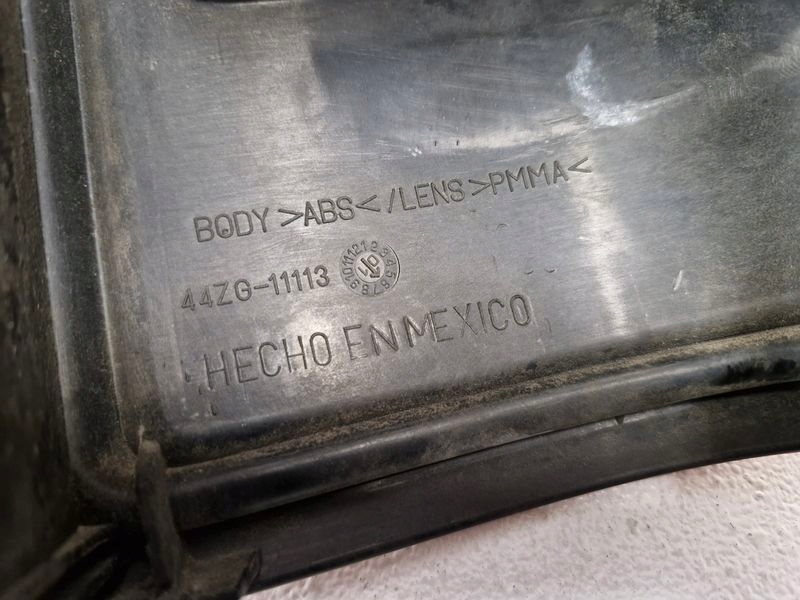 BODY >ABS< /LENS >PMMA<
44ZG-11113
HECHO EN MEXICO